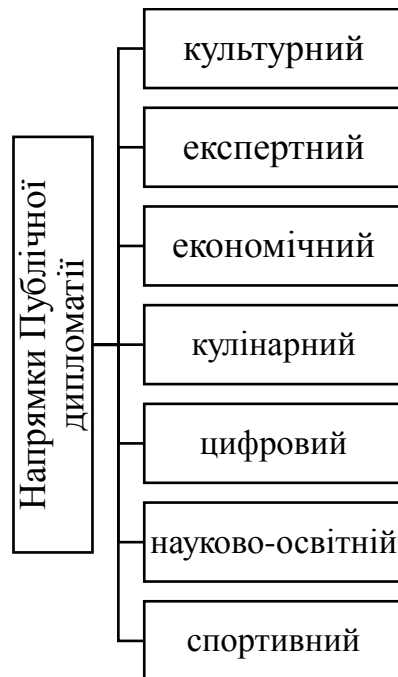 Напрямки Публічної
дипломатії
культурний
експертний
економічний
кулінарний
цифровий
науково-освітній
спортивний